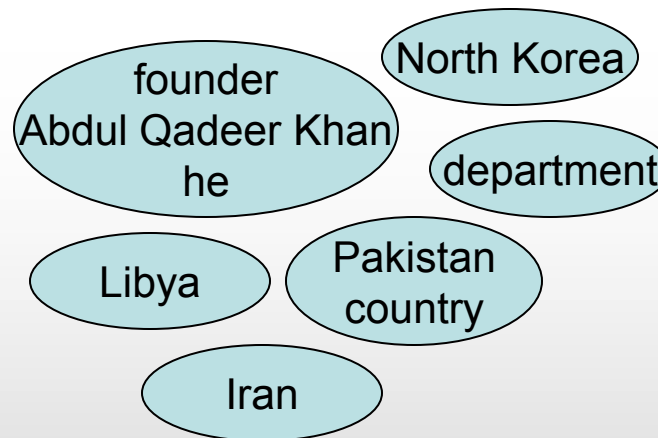 founder
Abdul Qadeer Khan
he
North Korea
department
Libya
Pakistan
country
Iran